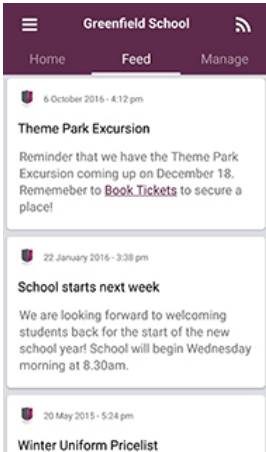 Greenfield School
Home Feed Manage
6 October 2016 - 4:12 pm
Theme Park Excursion
Reminder that we have the Theme Park
Excursion coming up on December 18.
Rememeber to Book Tickets to secure a
place!
22 January 2016 - 3:38 pm
School starts next week
We are looking forward to welcoming
students back for the start of the new
school year! School will begin Wednesday
morning at 8.30am.
20 May 2015 - 5:24 pm
Winter Uniform Pricelist